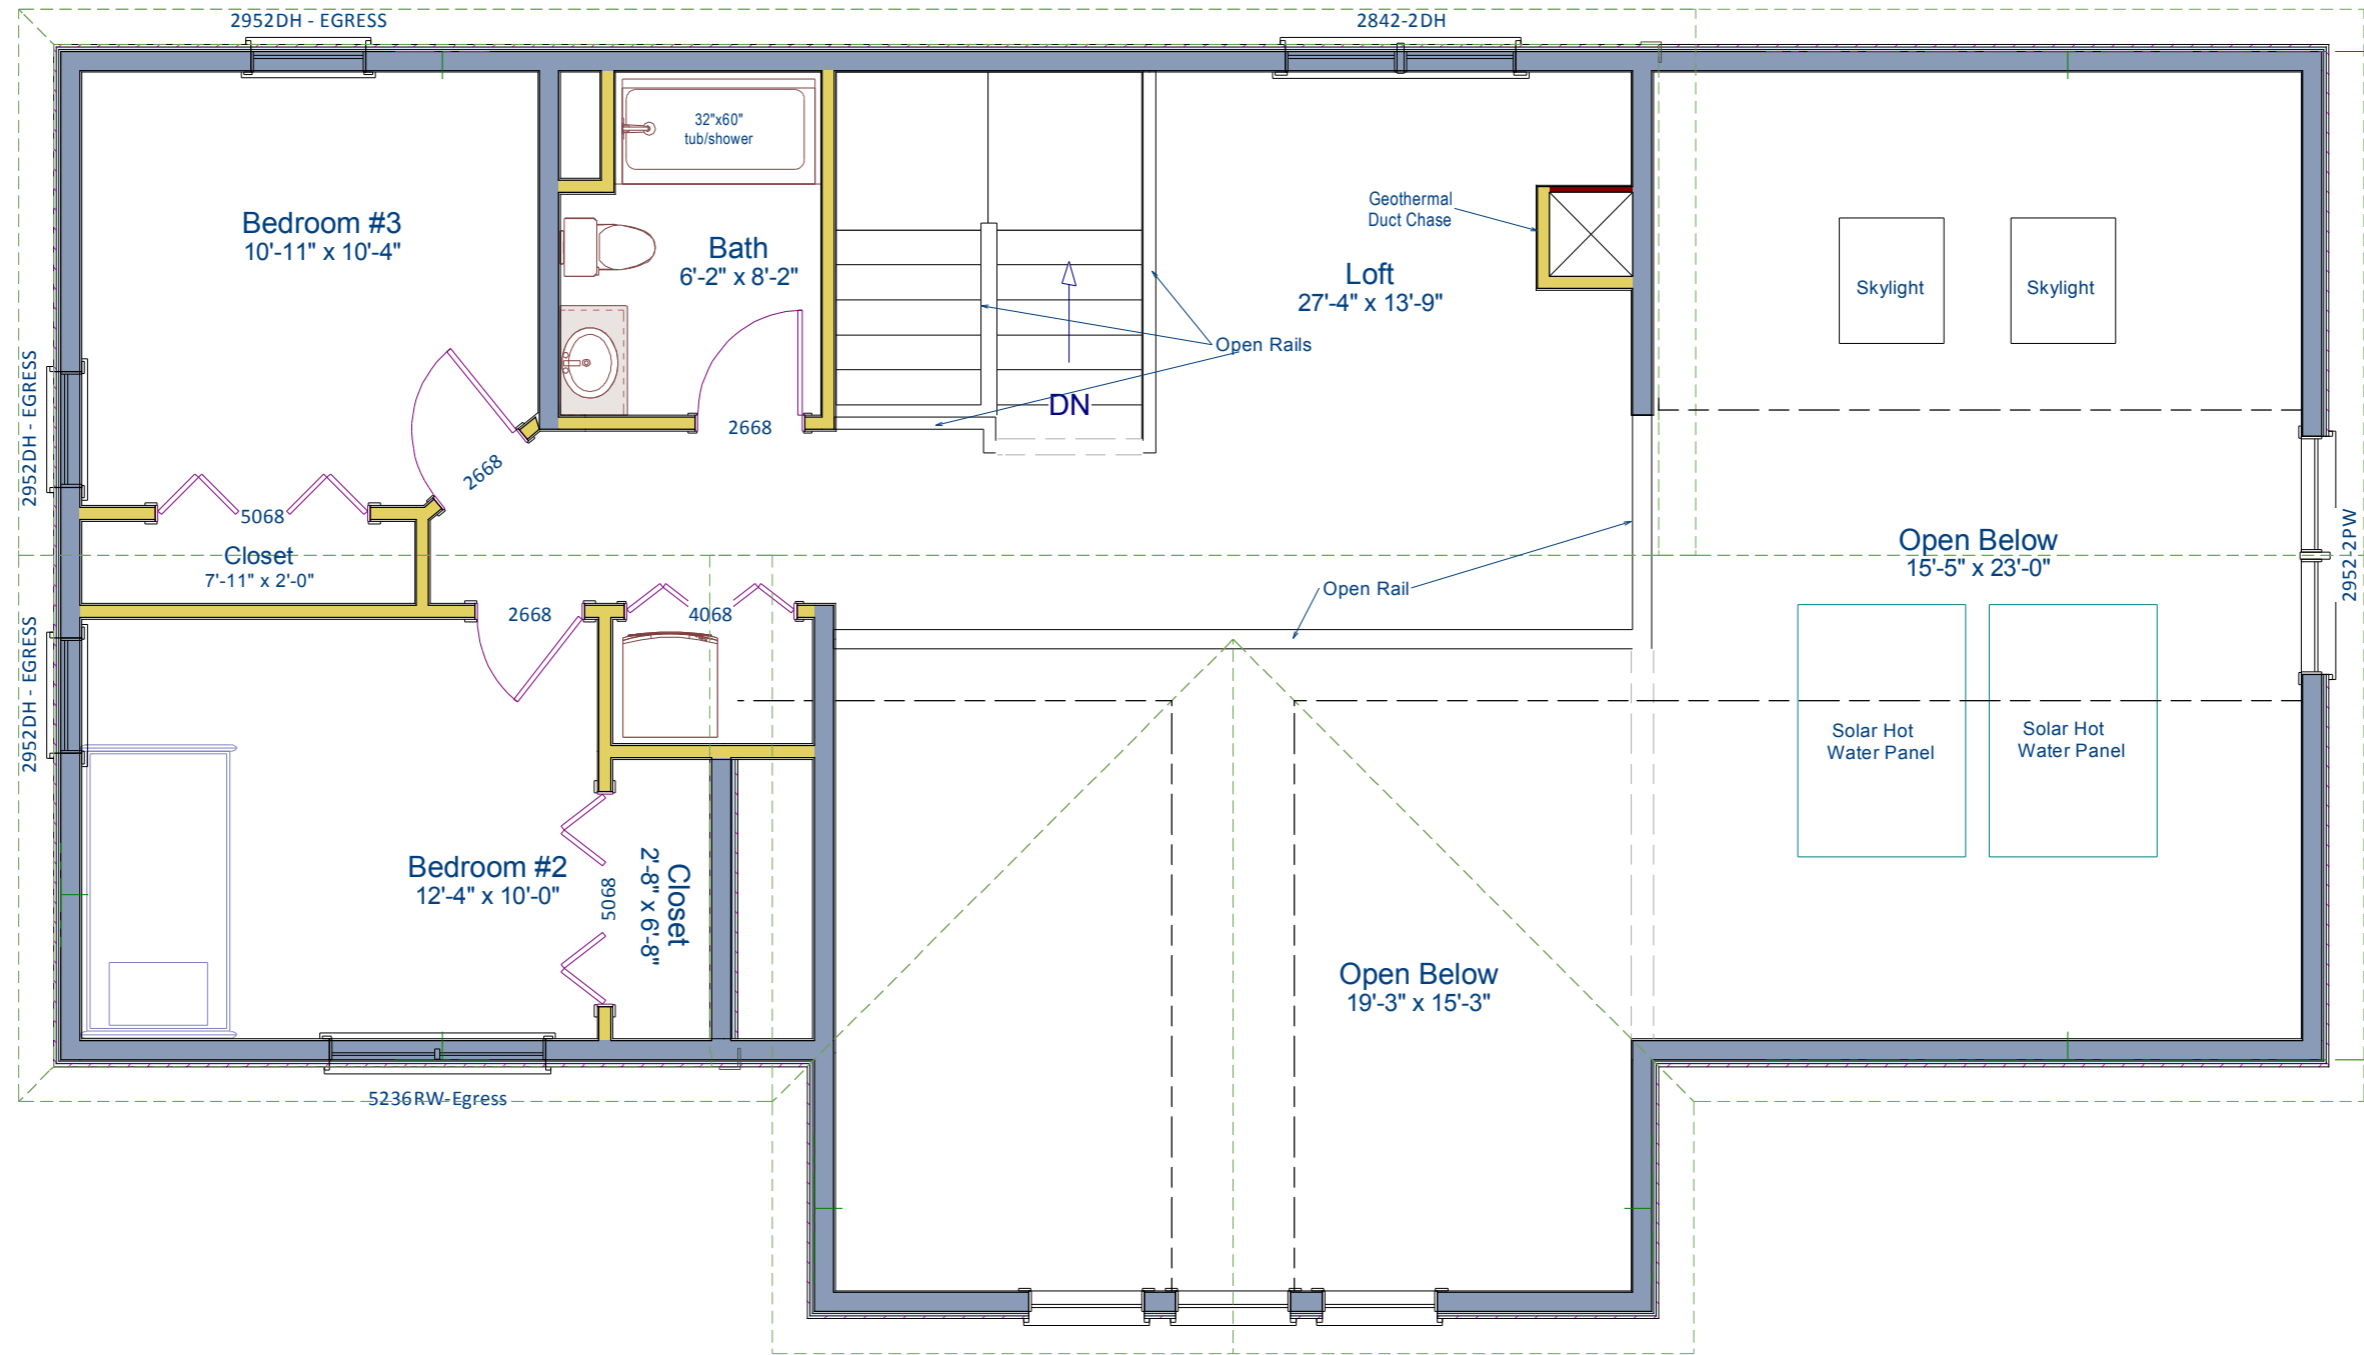 2952DH - EGRESS
2842-2DH
32"x60"
tub/shower
Bedroom #3
10'-11" x 10'-4"
Bath
6'-2" x 8'-2"
Geothermal
Duct Chase
Loft
27'-4" x 13'-9"
Skylight
Skylight
Open Rails
DN
2668
2668
2952DH - EGRESS
5068
Closet
7'-11" x 2'-0"
Open Below
15'-5" x 23'-0"
2952-2PW
Open Rail
2668
4068
2952DH - EGRESS
Solar Hot
Water Panel
Solar Hot
Water Panel
Bedroom #2
12'-4" x 10'-0"
5068
Closet
2'-8" x 6'-8"
Open Below
19'-3" x 15'-3"
5236RW-Egress